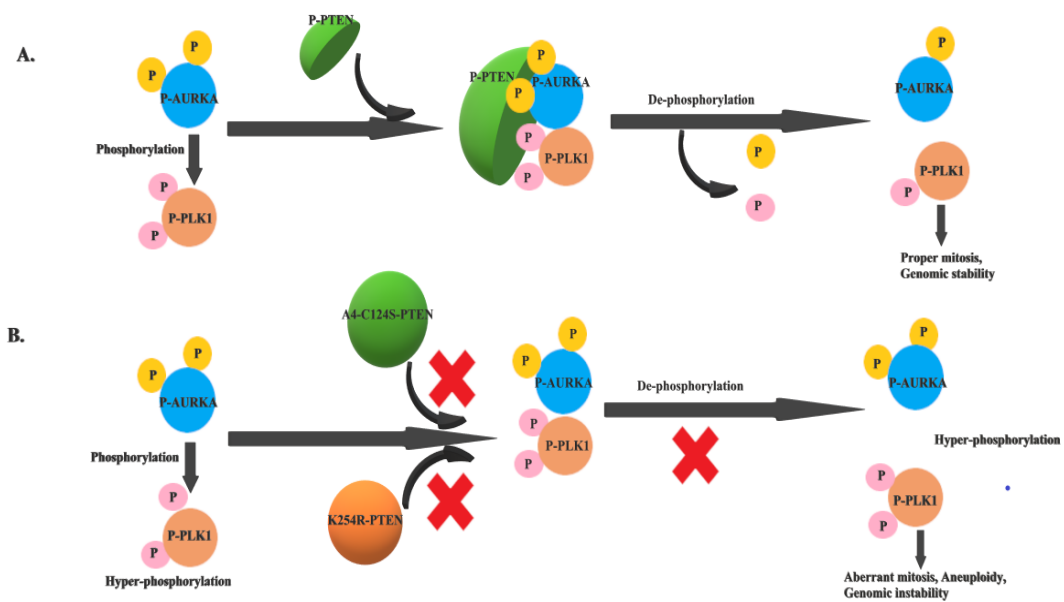 A.
P-PTEN
P
P
P-AURKA
Phosphorylation
P
P
P-PLK1
P-PTEN
P
P-AURKA
P
P
P-PLK1
P
De-phosphorylation
P
P
P
P-AURKA
P-PLK1
P
Proper mitosis,
Genomic stability
B.
A4-C124S-PTEN
P
P
P-AURKA
Phosphorylation
P
P-PLK1
P
Hyper-phosphorylation
K254R-PTEN
P
P
P-AURKA
P
P-PLK1
P
De-phosphorylation
P
P
P-AURKA
Hyper-phosphorylation
P
P-PLK1
P
Aberrant mitosis, Aneuploidy,
Genomic instability